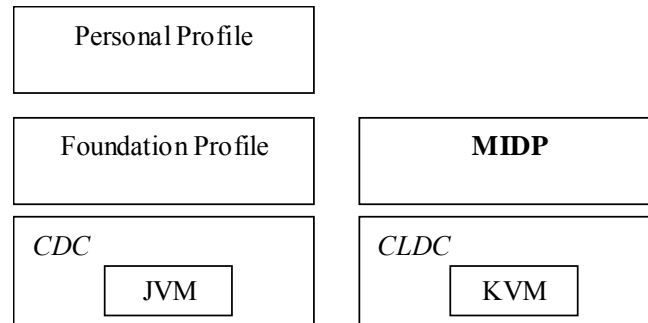 Personal Profile
Foundation Profile
MIDP
CDC
JVM
CLDC
KVM